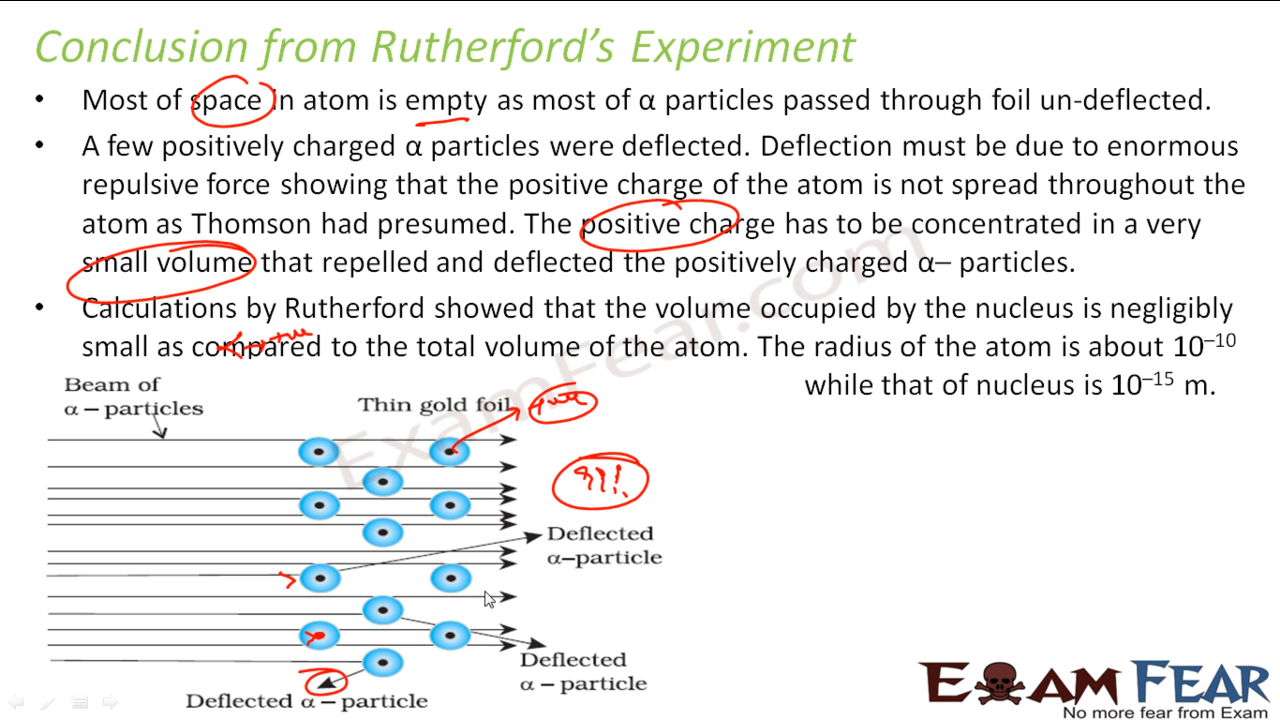 Conclusion from Rutherford's Experiment
• Most of space in atom is empty as most of α particles passed through foil un-deflected.
• A few positively charged α particles were deflected. Deflection must be due to enormous
repulsive force showing that the positive charge of the atom is not spread throughout the
atom as Thomson had presumed. The positive charge has to be concentrated in a very
small volume that repelled and deflected the positively charged α– particles.
• Calculations by Rutherford showed that the volume occupied by the nucleus is negligibly
small as compared to the total volume of the atom. The radius of the atom is about 10⁻¹⁰
while that of nucleus is 10⁻¹⁵ m.
Beam of
α – particles
Thin gold foil
Deflected
α–particle
Deflected
α – particle
Deflected α – particle
ExamFear.com
EXAM FEAR
No more fear from Exam